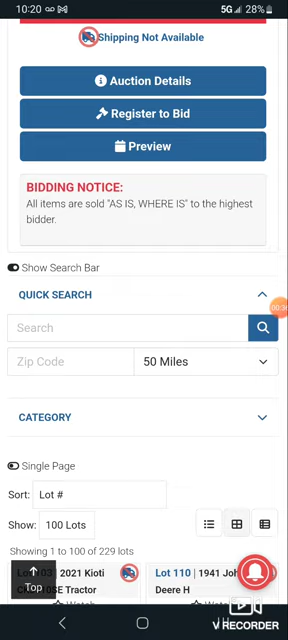 10:20
5G
28%
Shipping Not Available
Auction Details
Register to Bid
Preview
BIDDING NOTICE:
All items are sold "AS IS, WHERE IS" to the highest
bidder.
Show Search Bar
QUICK SEARCH
Search
Zip Code
50 Miles
CATEGORY
Single Page
Sort:
Lot #
Show:
100 Lots
Showing 1 to 100 of 229 lots
2021 Kioti
Tractor
Lot 110 | 1941
Deere H
Top
Watch
V RECORDER